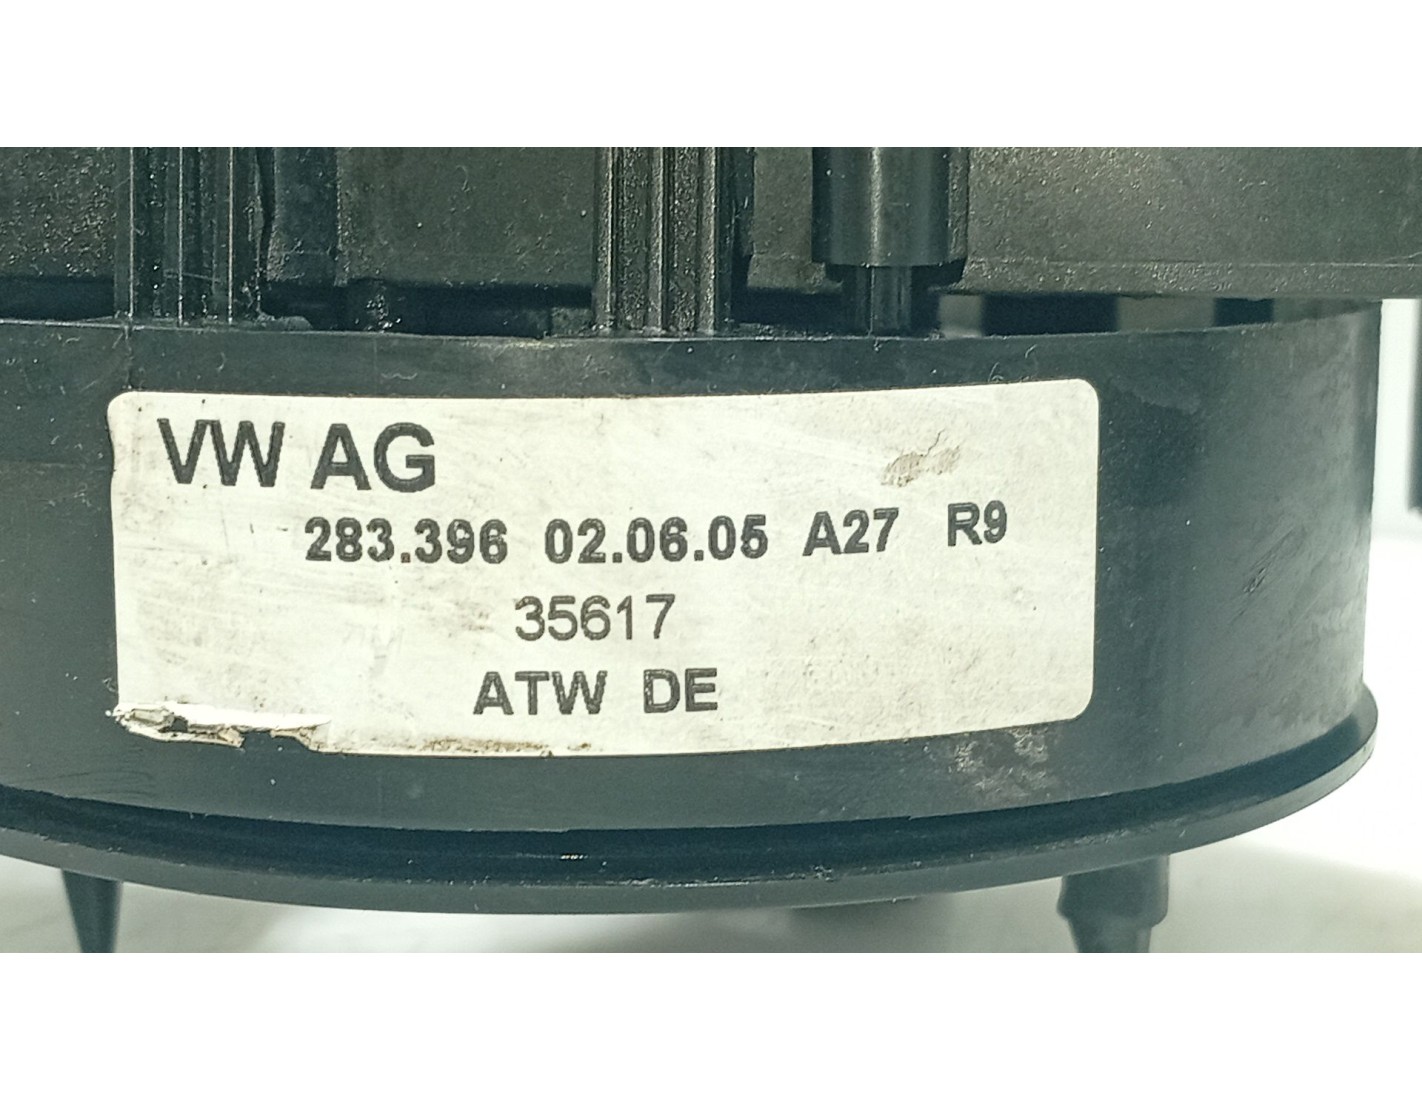 VW AG
283.396 02.06.05 A27 R9
35617
ATW DE